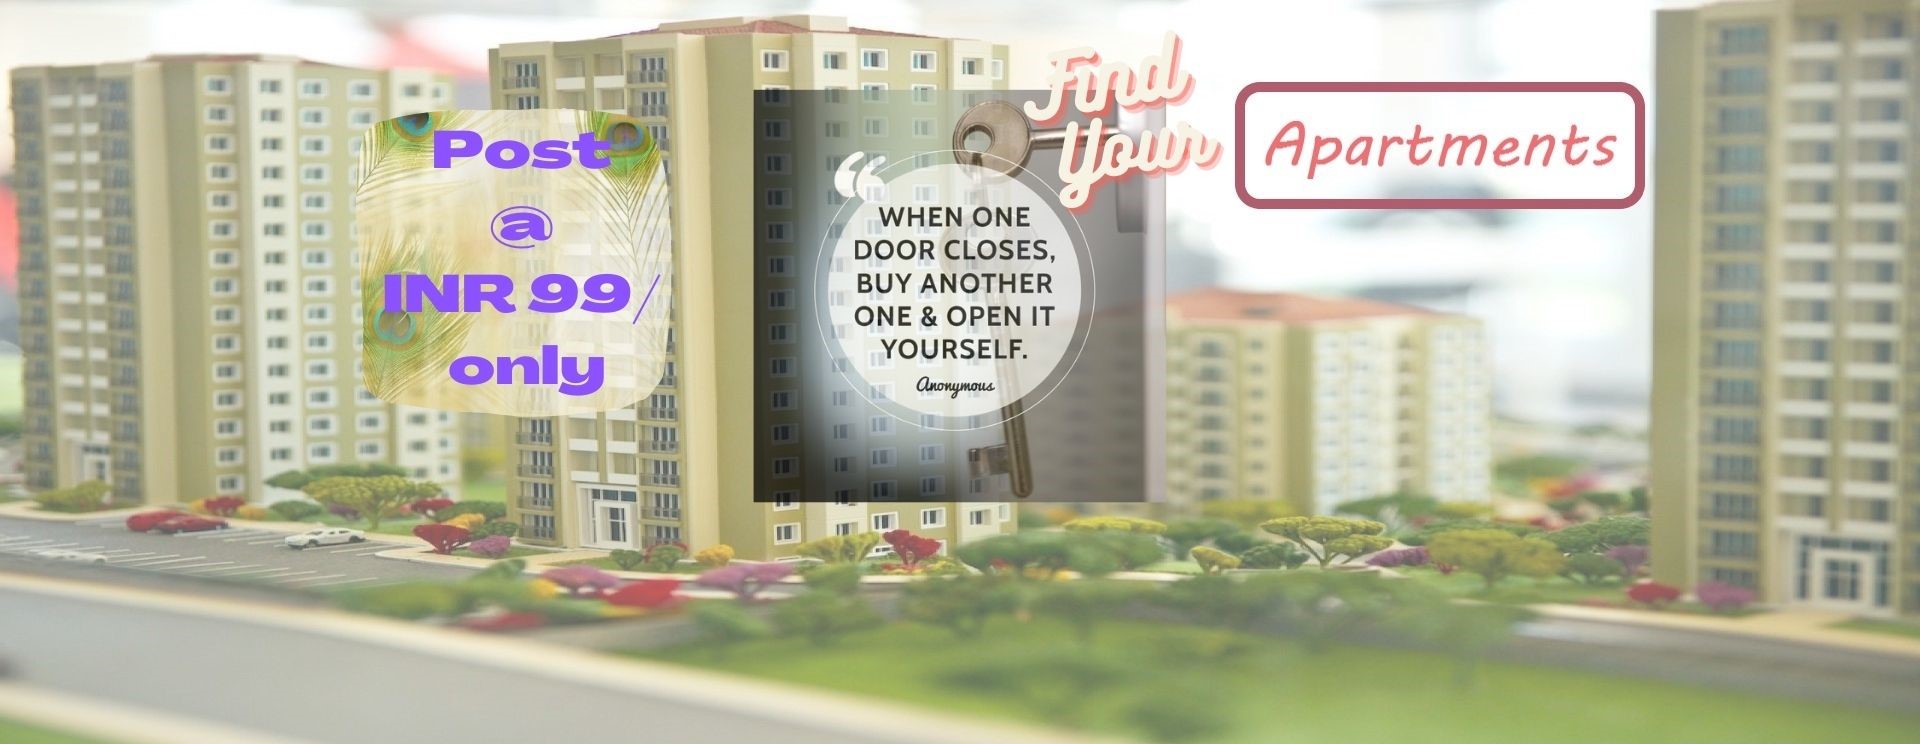 Post
@
INR 99/
only
“
WHEN ONE
DOOR CLOSES,
BUY ANOTHER
ONE & OPEN IT
YOURSELF.
Anonymous
Find
Your
Apartments